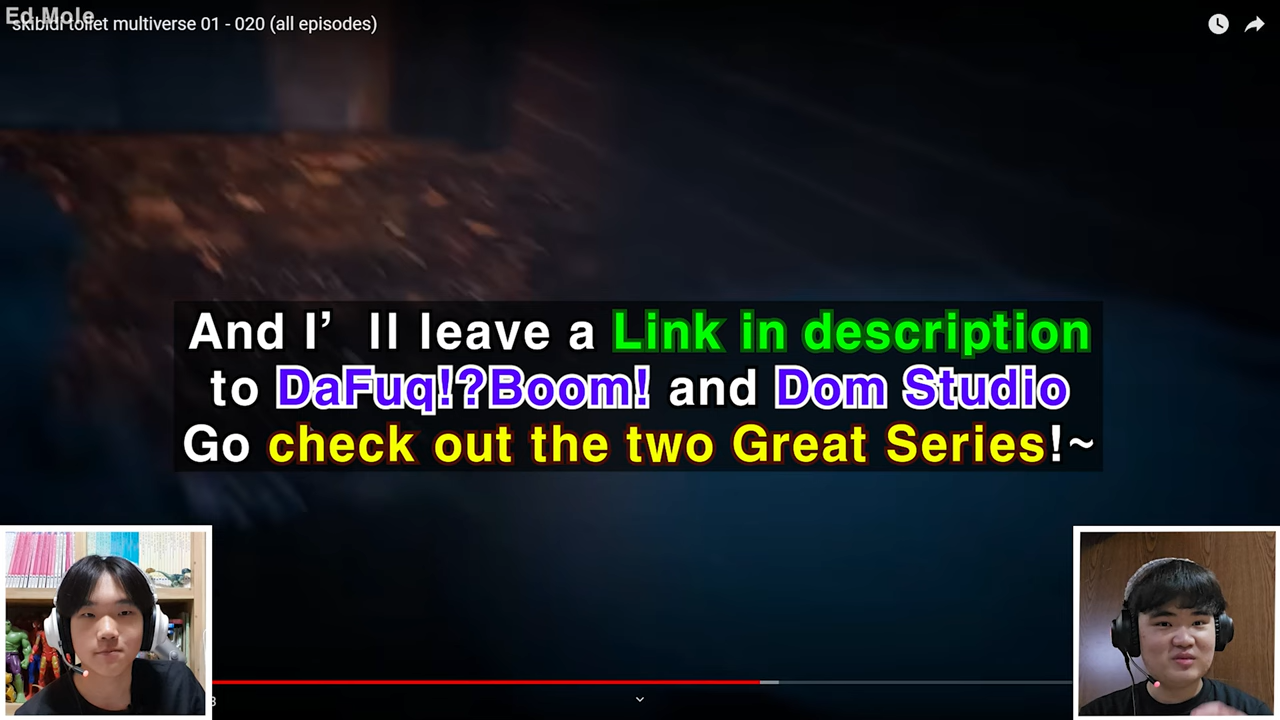 Ed Mole
skibidi toilet multiverse 01 - 020 (all episodes)
And I’ ll leave a Link in description
to DaFuq!?Boom! and Dom Studio
Go check out the two Great Series!~